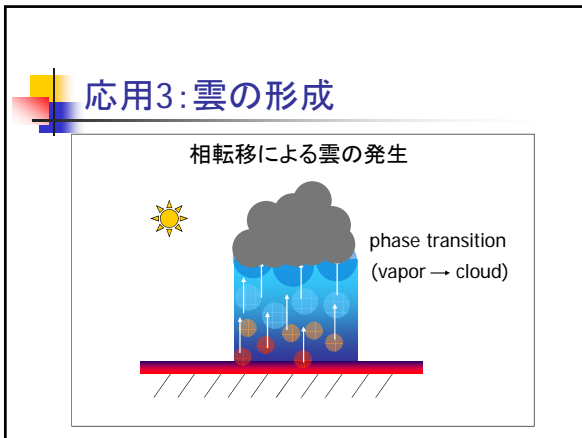 応用3:雲の形成
相転移による雲の発生
phase transition
(vapor → cloud)